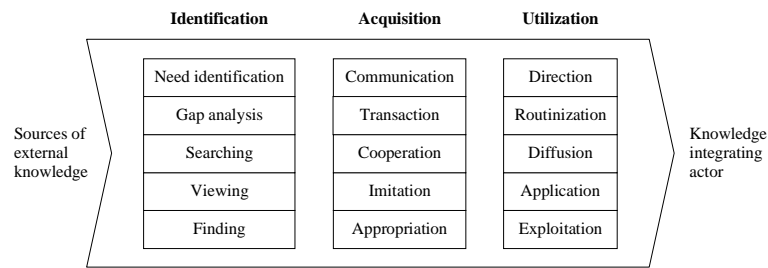 Identification Acquisition Utilization
Sources of
external
knowledge
Need identification
Gap analysis
Searching
Viewing
Finding
Communication
Transaction
Cooperation
Imitation
Appropriation
Direction
Routinization
Diffusion
Application
Exploitation
Knowledge
integrating
actor